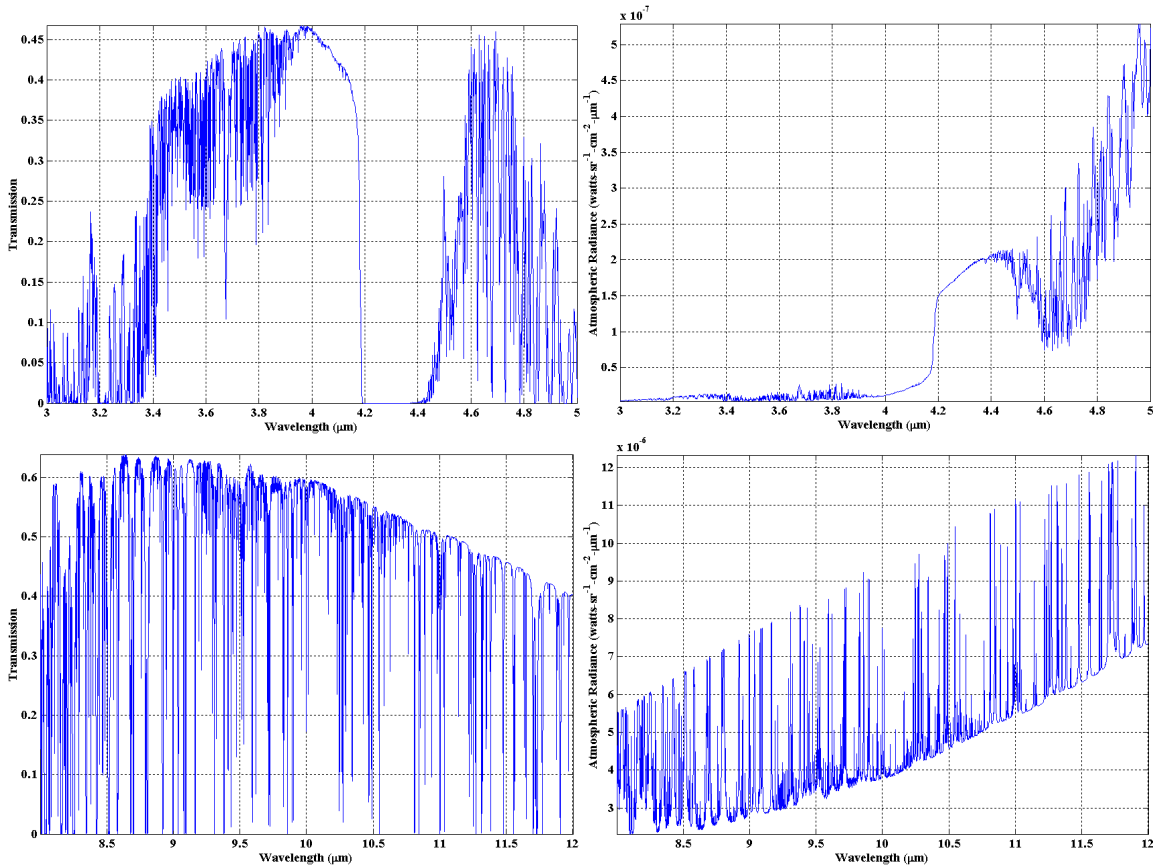 0.45
0.4
0.35
0.3
0.25
0.2
0.15
0.1
0.05
0
Transmission
3 3.2 3.4 3.6 3.8 4 4.2 4.4 4.6 4.8 5
Wavelength (μm)
x 10⁻⁷
5
4.5
4
3.5
3
2.5
2
1.5
1
0.5
Atmospheric Radiance (watts-sr⁻¹-cm⁻²-μm⁻¹)
3 3.2 3.4 3.6 3.8 4 4.2 4.4 4.6 4.8 5
Wavelength (μm)
0.6
0.5
0.4
0.3
0.2
0.1
0
Transmission
8.5 9 9.5 10 10.5 11 11.5 12
Wavelength (μm)
x 10⁻⁶
12
11
10
9
8
7
6
5
4
3
Atmospheric Radiance (watts-sr⁻¹-cm⁻²-μm⁻¹)
8.5 9 9.5 10 10.5 11 11.5 12
Wavelength (μm)